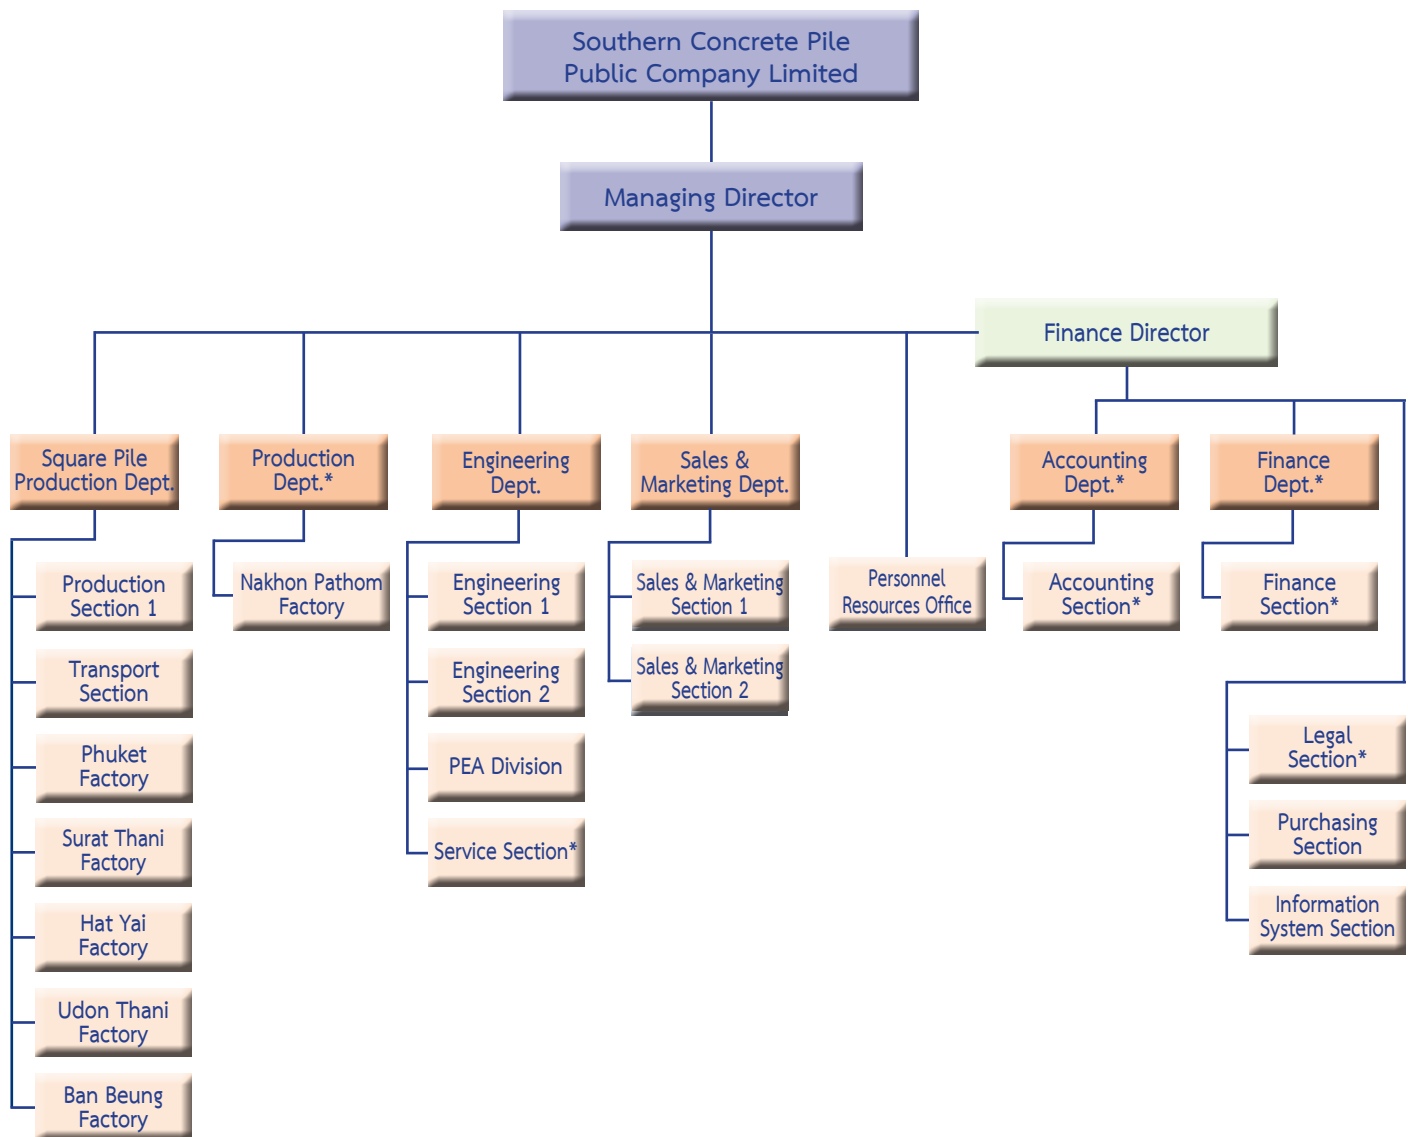 Southern Concrete Pile
Public Company Limited
Managing Director
Finance Director
Square Pile
Production Dept.
Production
Dept.*
Engineering
Dept.
Sales &
Marketing Dept.
Accounting
Dept.*
Finance
Dept.*
Production
Section 1
Transport
Section
Phuket
Factory
Surat Thani
Factory
Hat Yai
Factory
Udon Thani
Factory
Ban Beung
Factory
Nakhon Pathom
Factory
Engineering
Section 1
Engineering
Section 2
PEA Division
Service Section*
Sales & Marketing
Section 1
Sales & Marketing
Section 2
Personnel
Resources Office
Accounting
Section*
Finance
Section*
Legal
Section*
Purchasing
Section
Information
System Section